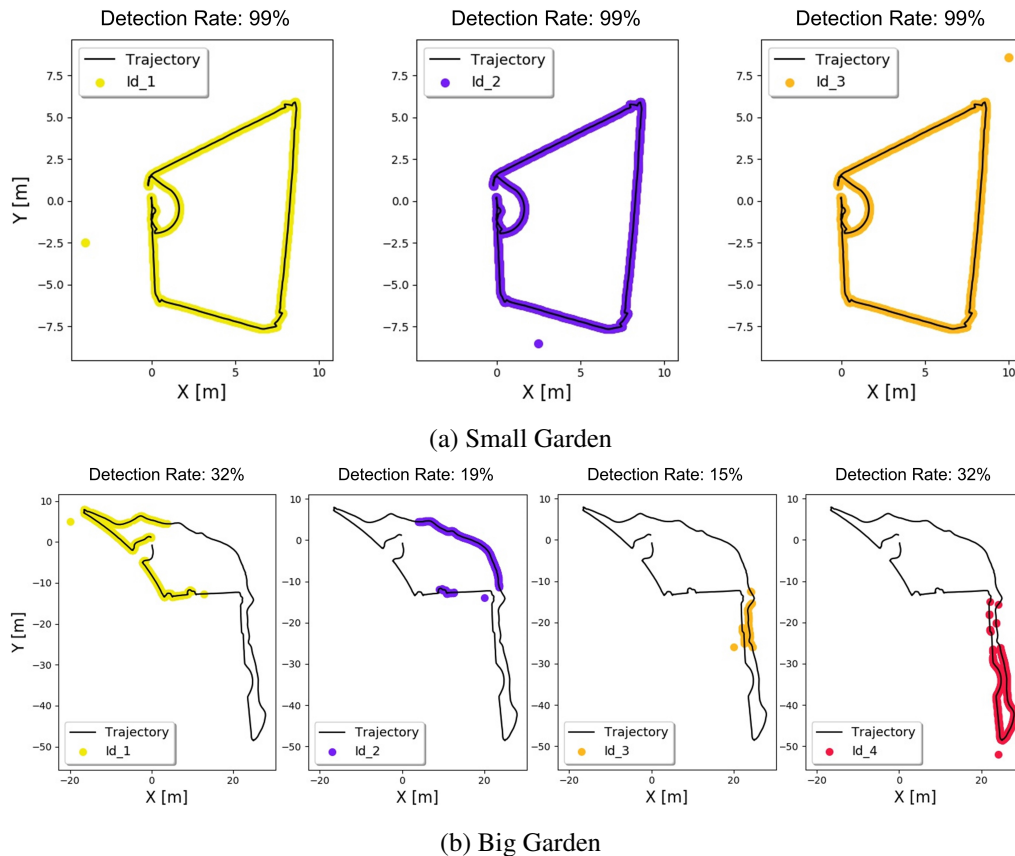 Detection Rate: 99% Detection Rate: 99% Detection Rate: 99%
Trajectory
Id_1
Trajectory
Id_2
Trajectory
Id_3
Y [m]
7.5
5.0
2.5
0.0
−2.5
−5.0
−7.5
7.5
5.0
2.5
0.0
−2.5
−5.0
−7.5
7.5
5.0
2.5
0.0
−2.5
−5.0
−7.5
0 5 10 0 5 10 0 5 10
X [m] X [m] X [m]
(a) Small Garden
Detection Rate: 32% Detection Rate: 19% Detection Rate: 15% Detection Rate: 32%
Y [m]
10
0
−10
−20
−30
−40
−50
10
0
−10
−20
−30
−40
−50
10
0
−10
−20
−30
−40
−50
10
0
−10
−20
−30
−40
−50
Trajectory
Id_1
Trajectory
Id_2
Trajectory
Id_3
Trajectory
Id_4
−20 0 20 −20 0 20 −20 0 20 −20 0 20
X [m] X [m] X [m] X [m]
(b) Big Garden